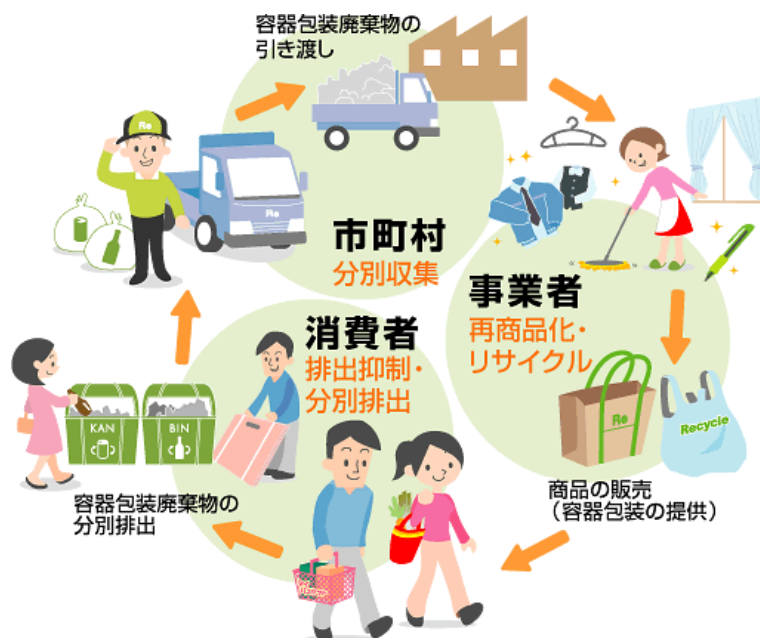 容器包装廃棄物の
引き渡し
Re
Re
市町村
分別収集
事業者
再商品化・
リサイクル
消費者
排出抑制・
分別排出
Re
Recycle
KAN
BIN
商品の販売
（容器包装の提供）
容器包装廃棄物の
分別排出